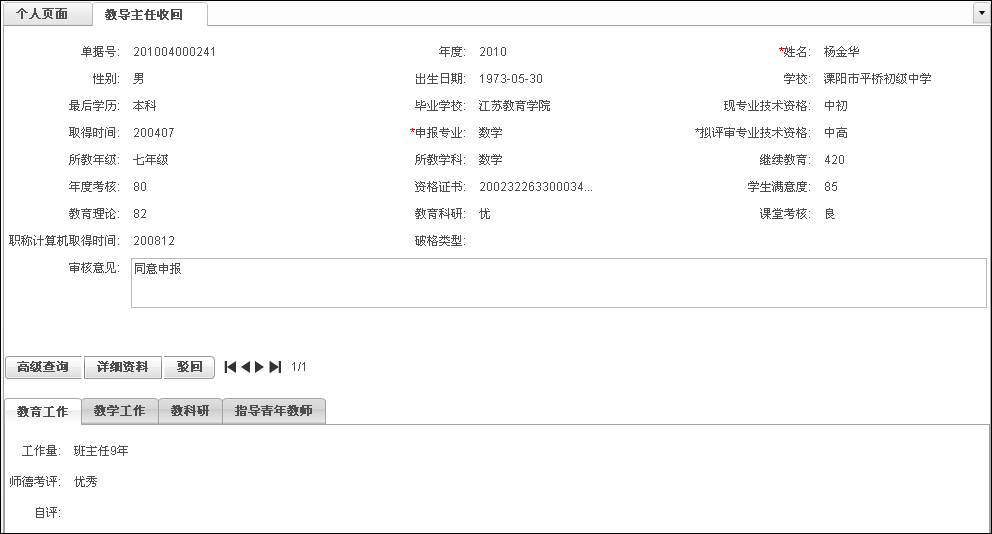 个人页面 教导主任收回
单据号: 201004000241 年度: 2010 *姓名: 杨金华
性别: 男 出生日期: 1973-05-30 学校: 溧阳市平桥初级中学
最后学历: 本科 毕业学校: 江苏教育学院 现专业技术资格: 中初
取得时间: 200407 *申报专业: 数学 *拟评审专业技术资格: 中高
所教年级: 七年级 所教学科: 数学 继续教育: 420
年度考核: 80 资格证书: 200232263300034... 学生满意度: 85
教育理论: 82 教育科研: 优 课堂考核: 良
职称计算机取得时间: 200812 破格类型:
审核意见: 同意申报
高级查询 详细资料 驳回 1/1
教育工作 教学工作 教科研 指导青年教师
工作量: 班主任9年
师德考评: 优秀
自评: